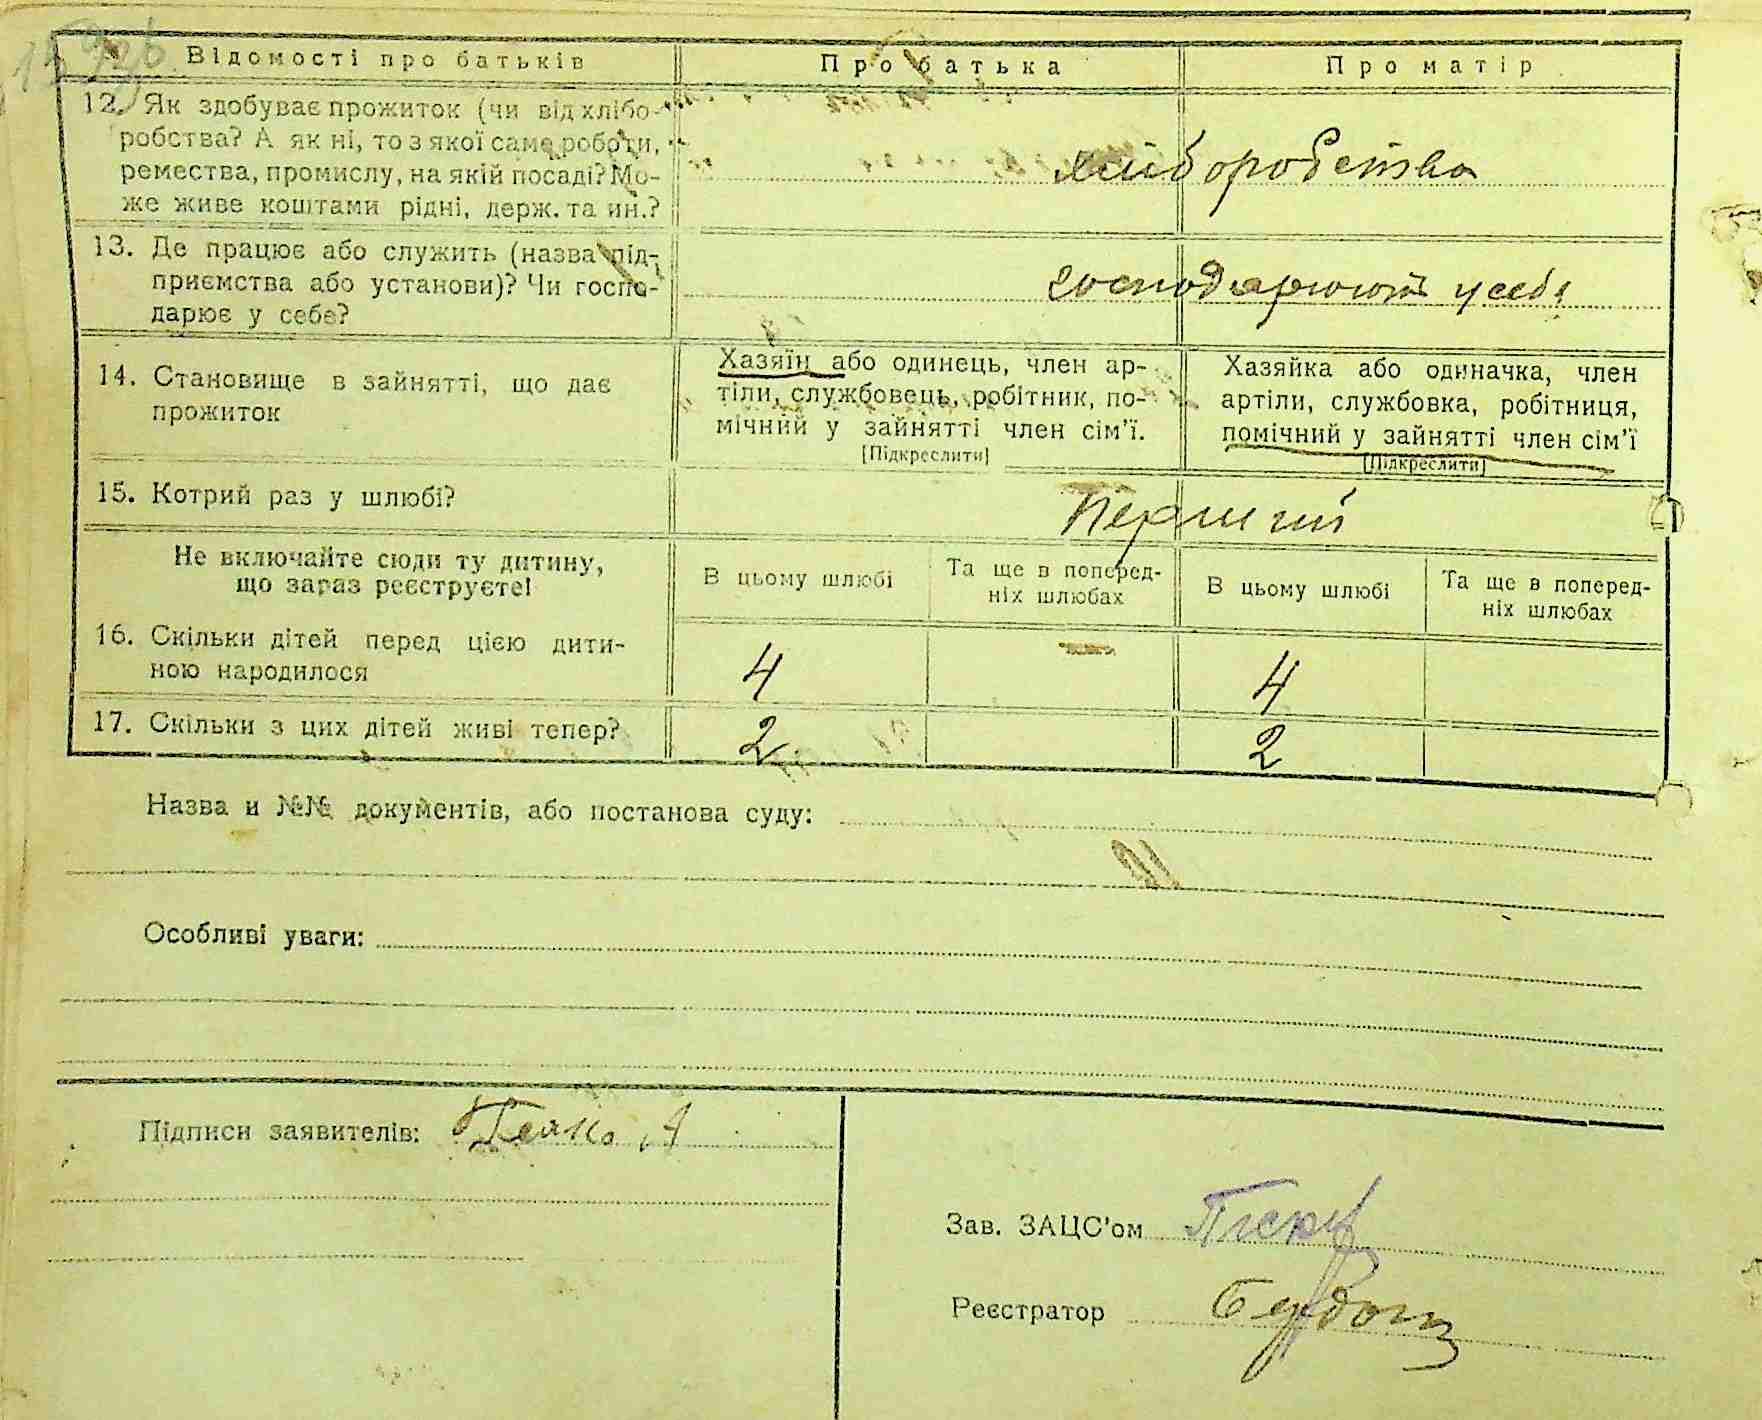 Відомості про батьків
Про батька
Про матір
12. Як здобуває прожиток (чи від хлібо-
робства? А як ні, то з якої саме роботи,
ремества, промислу, на якій посаді? Мо-
же живе коштами рідні, держ. та ин.?
хліборобства
13. Де працює або служить (назва під-
приємства або установи)? Чи госпо-
дарює у себе?
господарюють у себе
14. Становище в зайнятті, що дає
прожиток
Хазяїн або одинець, член ар-
тіли, службовець, робітник, по-
мічний у зайнятті член сім'ї.
[Підкреслити]
Хазяйка або одиначка, член
артіли, службовка, робітниця,
помічний у зайнятті член сім'ї
[Підкреслити]
15. Котрий раз у шлюбі?
Перший
Не включайте сюди ту дитину,
що зараз реєструєте!
В цьому шлюбі
Та ще в поперед-
ніх шлюбах
В цьому шлюбі
Та ще в поперед-
ніх шлюбах
16. Скільки дітей перед цією дити-
ною народилося
4
4
17. Скільки з цих дітей живі тепер?
2
2
Назва и №№ документів, або постанова суду:
Особливі уваги:
Підписи заявителів:
Зав. ЗАЦС'ом
Реєстратор